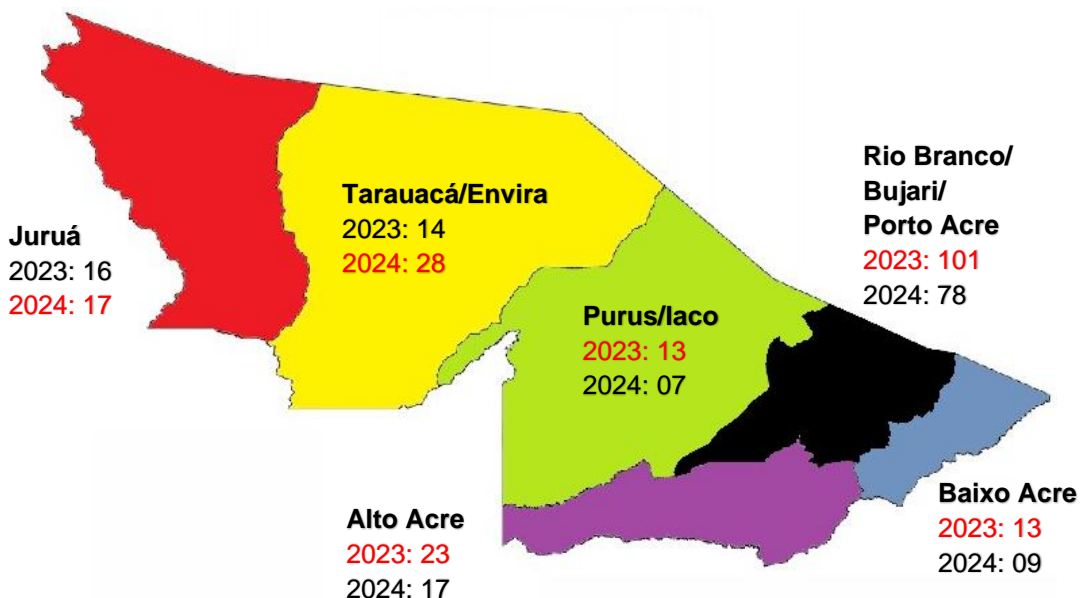 Juruá
2023: 16
2024: 17
Tarauacá/Envira
2023: 14
2024: 28
Purus/Iaco
2023: 13
2024: 07
Rio Branco/
Bujari/
Porto Acre
2023: 101
2024: 78
Alto Acre
2023: 23
2024: 17
Baixo Acre
2023: 13
2024: 09